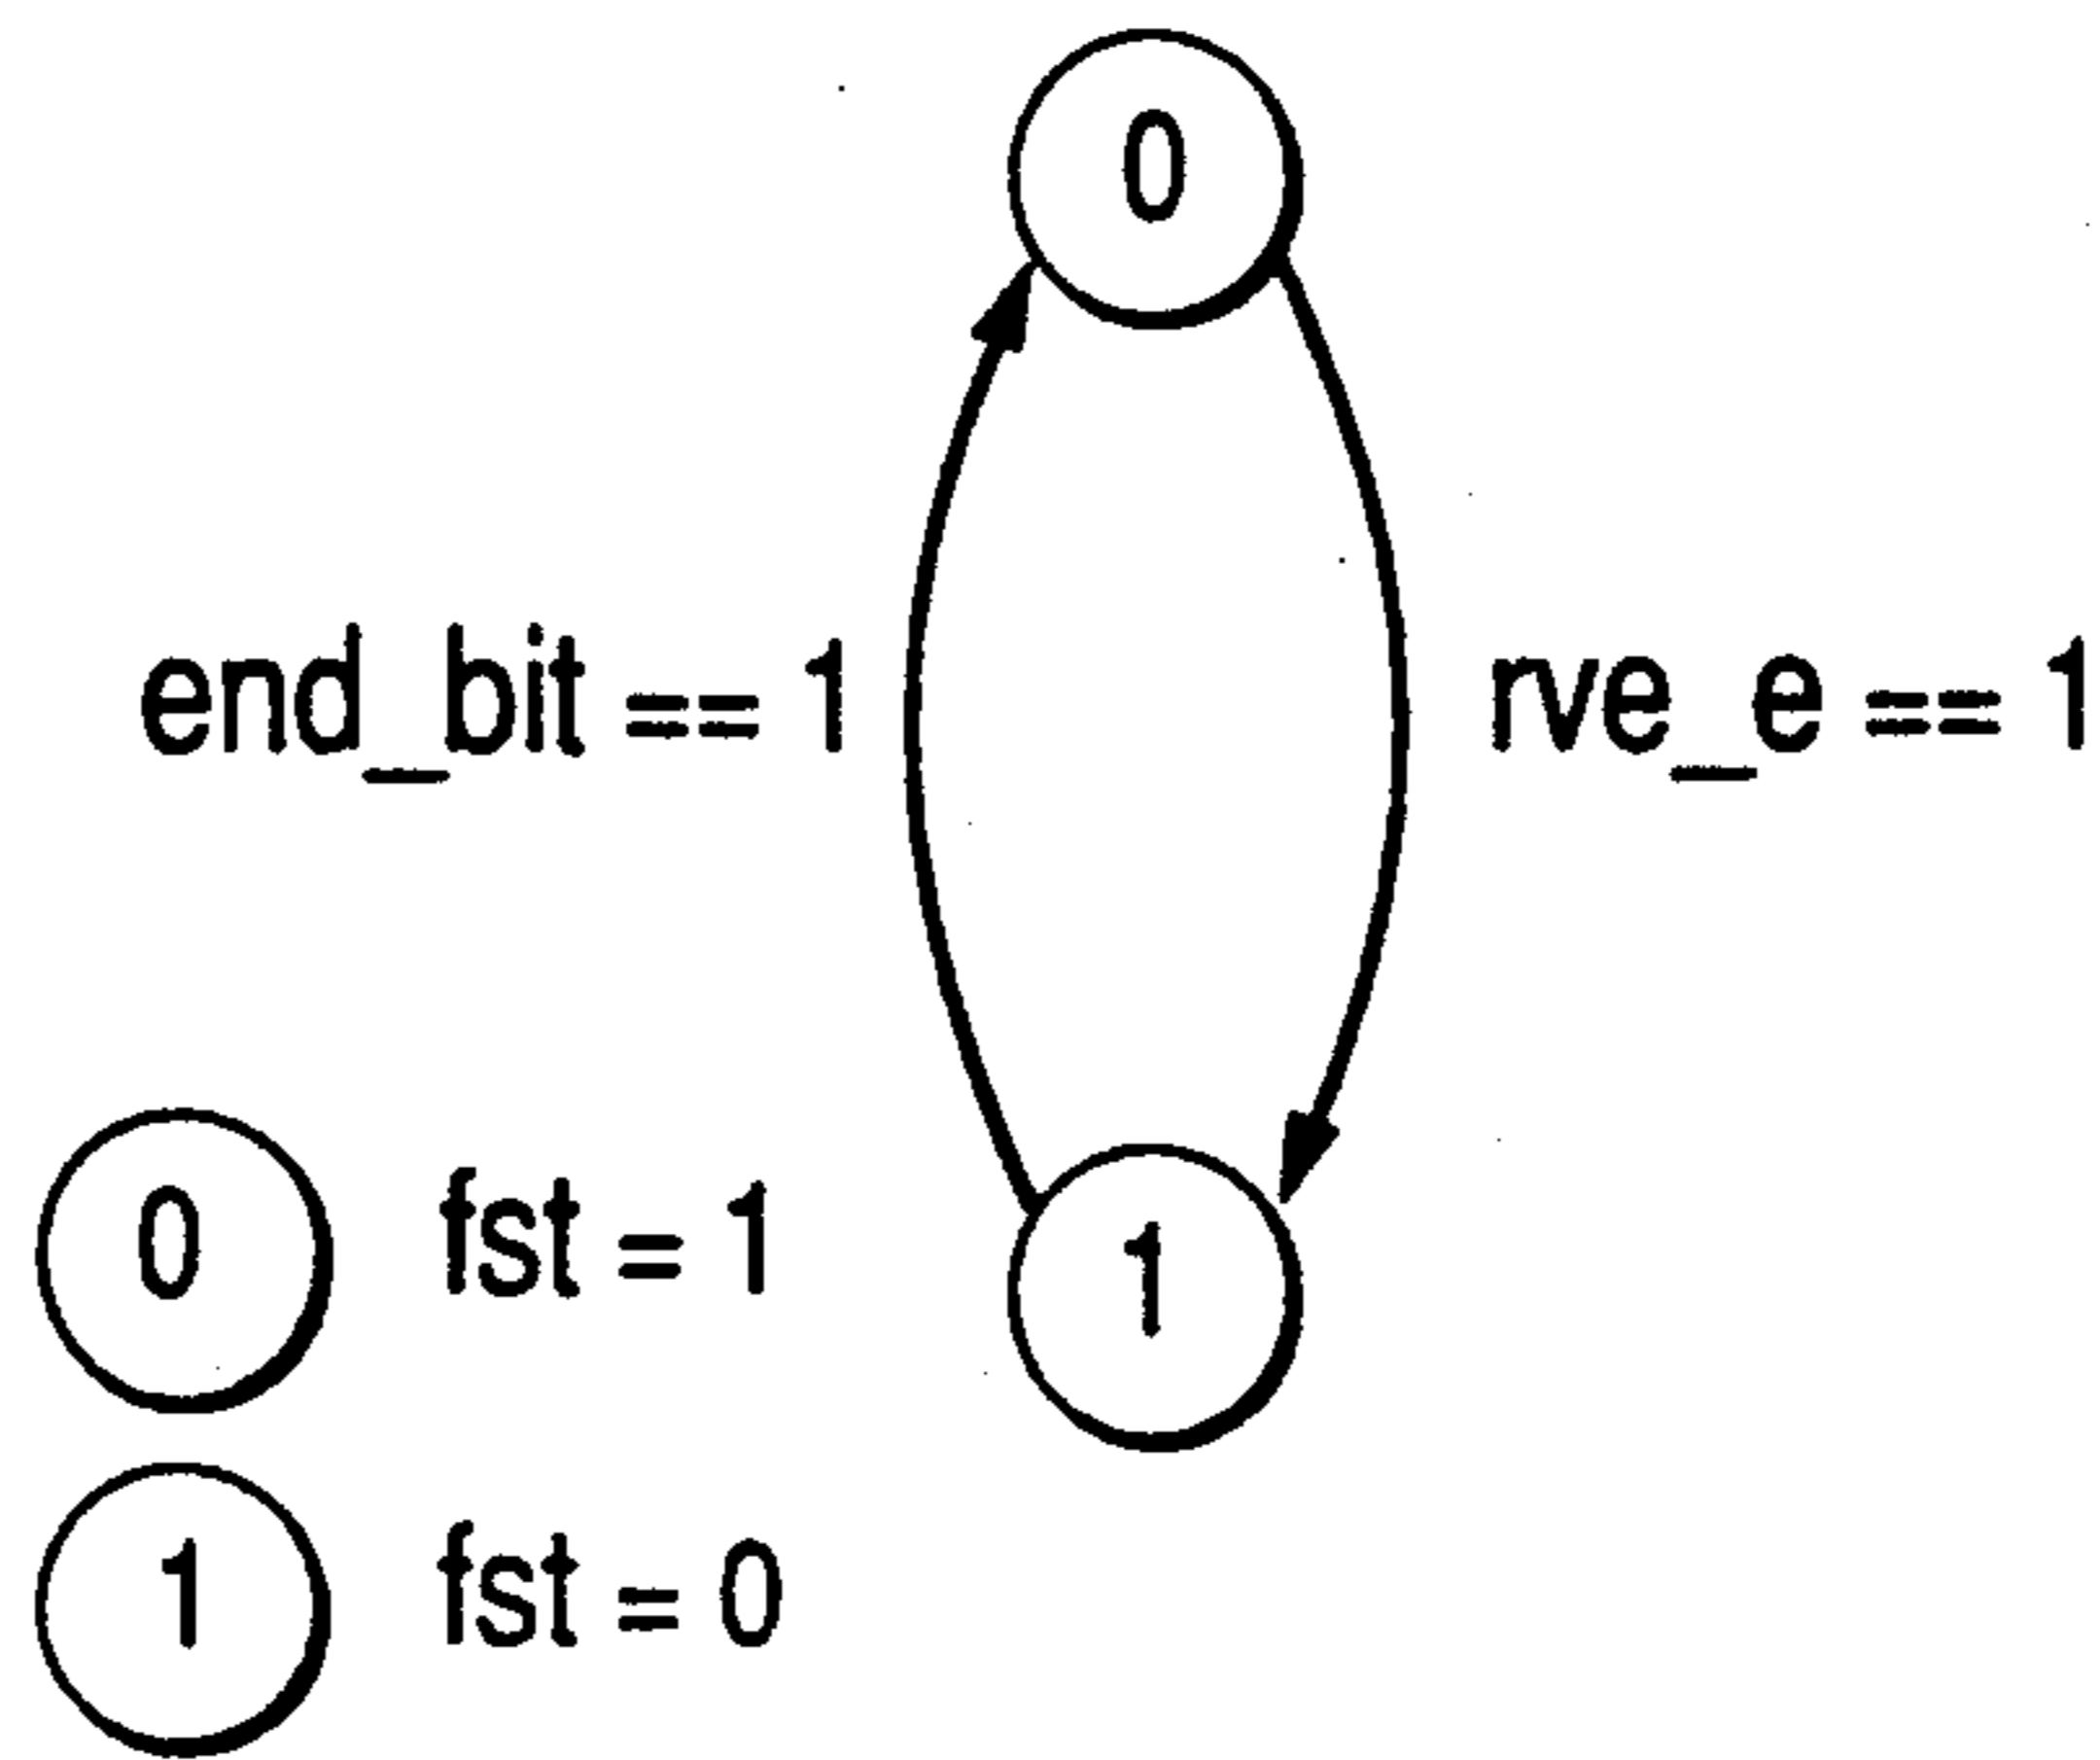 0
end_bit == 1
rve_e == 1
0 fst = 1
1
1 fst = 0